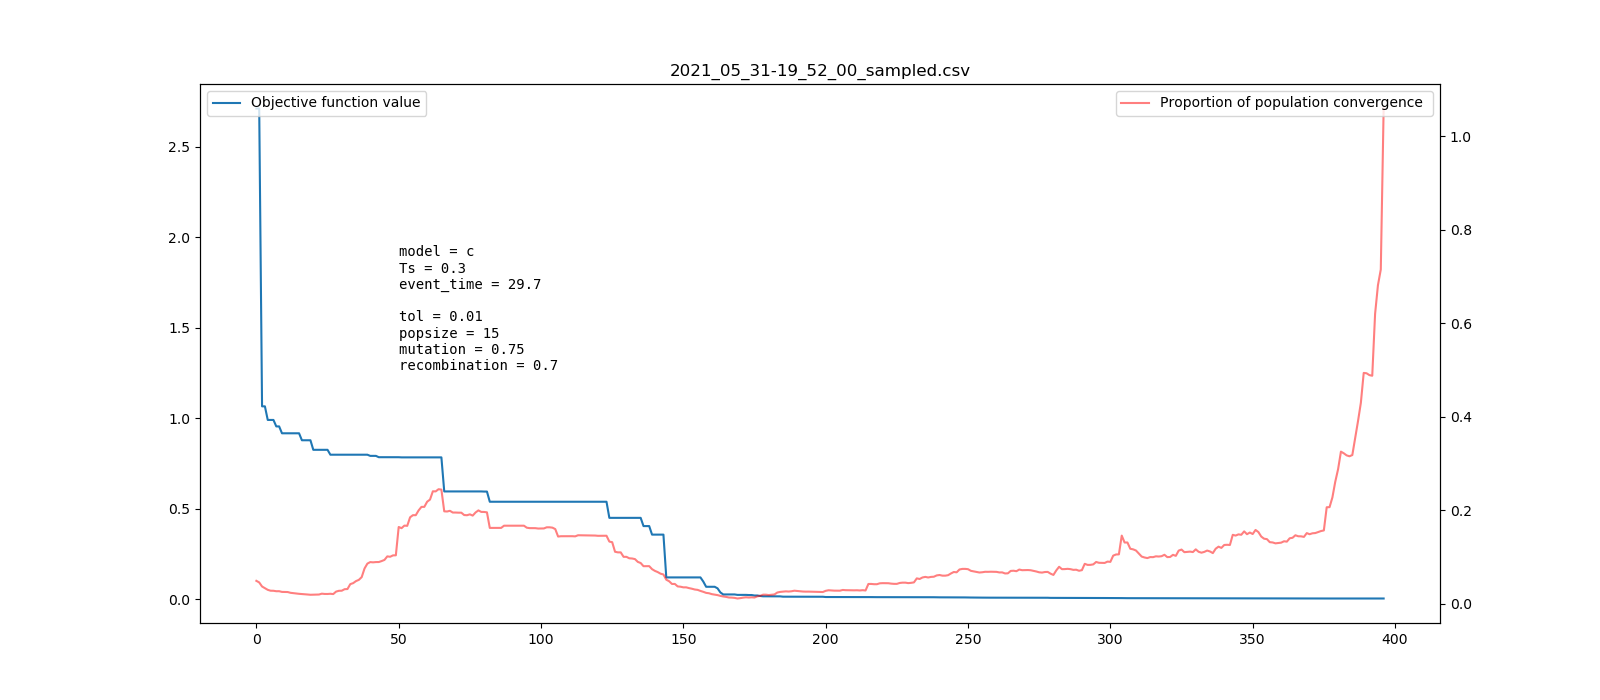 2021_05_31-19_52_00_sampled.csv
Objective function value
Proportion of population convergence
2.5
2.0
1.5
1.0
0.5
0.0
model = c
Ts = 0.3
event_time = 29.7
tol = 0.01
popsize = 15
mutation = 0.75
recombination = 0.7
1.0
0.8
0.6
0.4
0.2
0.0
0 50 100 150 200 250 300 350 400